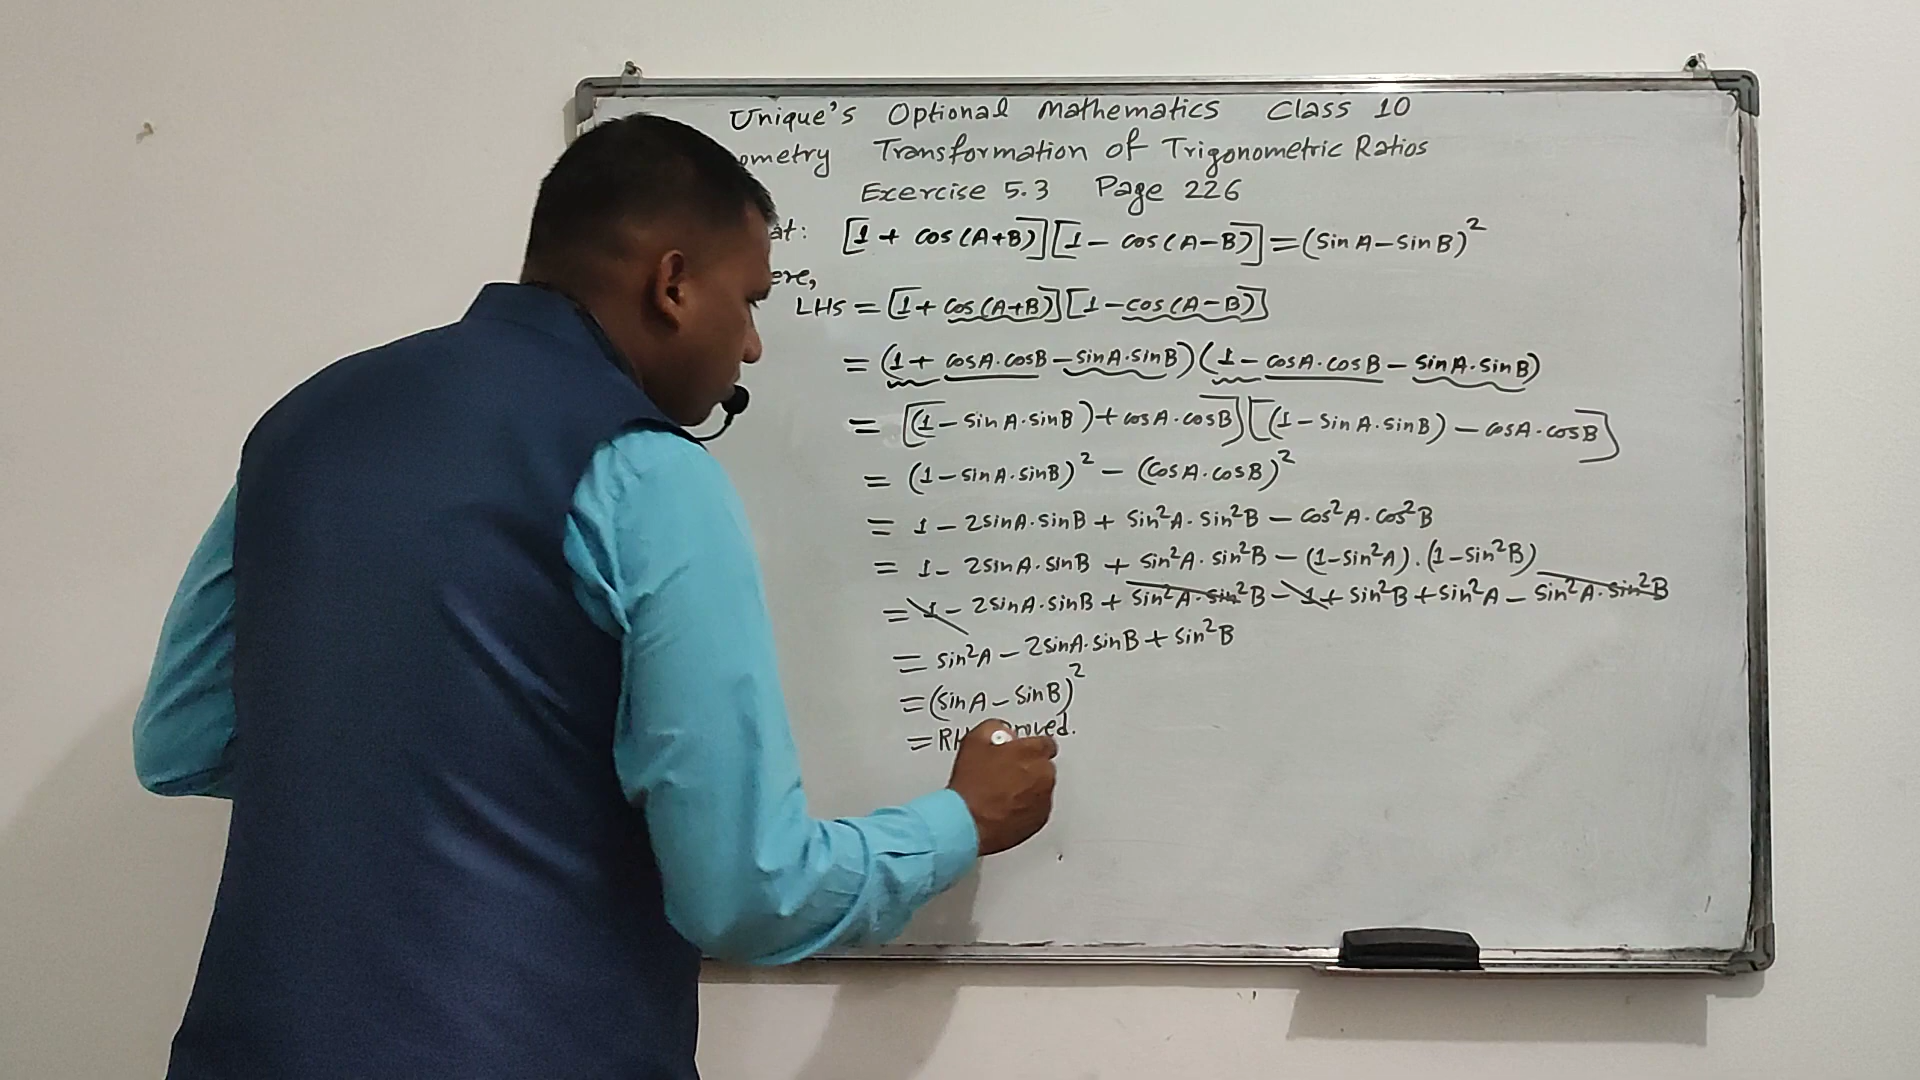 Unique's Optional Mathematics Class 10
ometry Transformation of Trigonometric Ratios
Exercise 5.3 Page 226
at: [1 + cos(A+B)][1 - cos(A-B)] = (sinA - sinB)²
ere,
LHS = [1 + cos(A+B)][1 - cos(A-B)]
= (1 + cosA.cosB - sinA.sinB)(1 - cosA.cosB - sinA.sinB)
= [(1 - sinA.sinB) + cosA.cosB][(1 - sinA.sinB) - cosA.cosB]
= (1 - sinA.sinB)² - (cosA.cosB)²
= 1 - 2sinA.sinB + sin²A.sin²B - cos²A.cos²B
= 1 - 2sinA.sinB + sin²A.sin²B - (1-sin²A).(1-sin²B)
= 1 - 2sinA.sinB + sin²A.sin²B - 1 + sin²B + sin²A - sin²A.sin²B
= sin²A - 2sinA.sinB + sin²B
= (sinA - sinB)²
= RH roved.